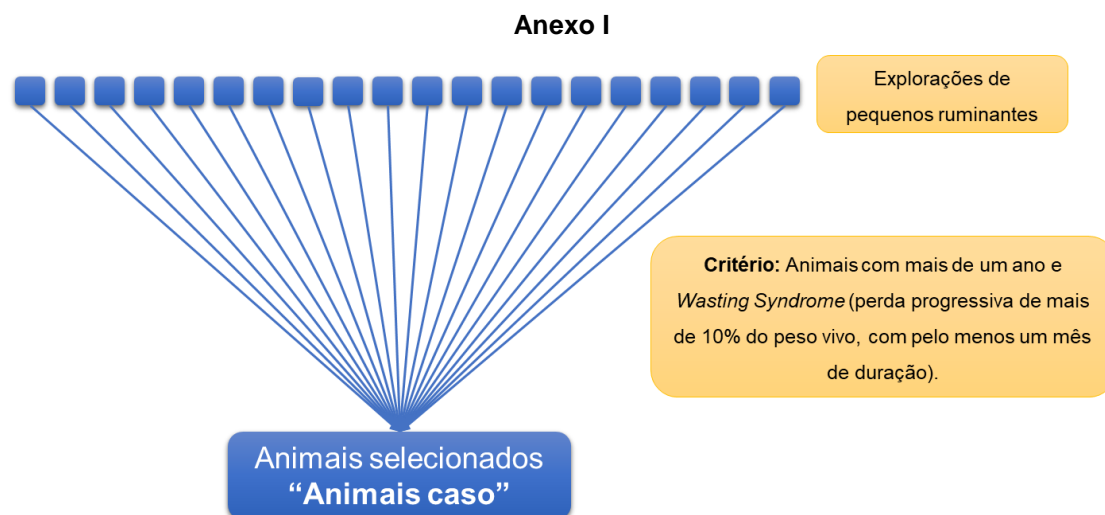 Anexo I
Explorações de
pequenos ruminantes
Critério: Animais com mais de um ano e
Wasting Syndrome (perda progressiva de mais
de 10% do peso vivo, com pelo menos um mês
de duração).
Animais selecionados
“Animais caso”